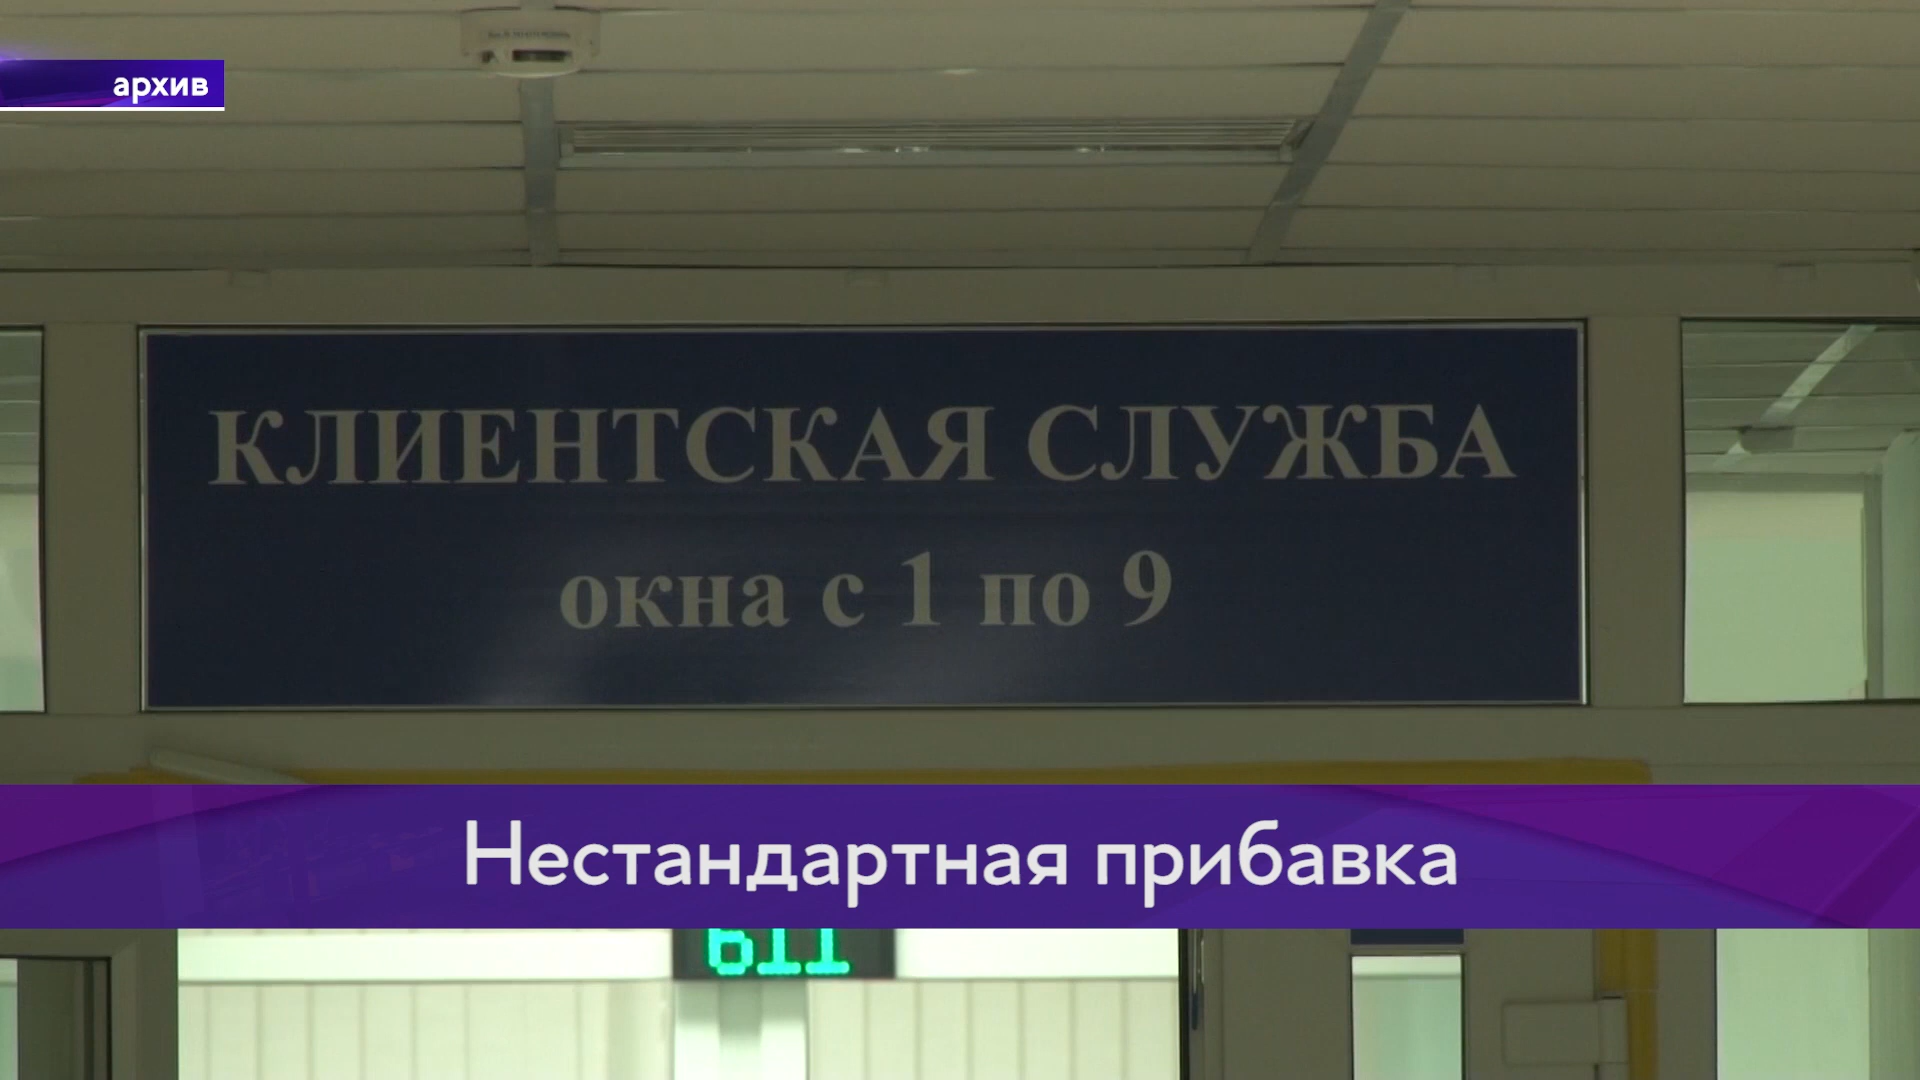 архив
КЛИЕНТСКАЯ СЛУЖБА
окна с 1 по 9
Нестандартная прибавка
611